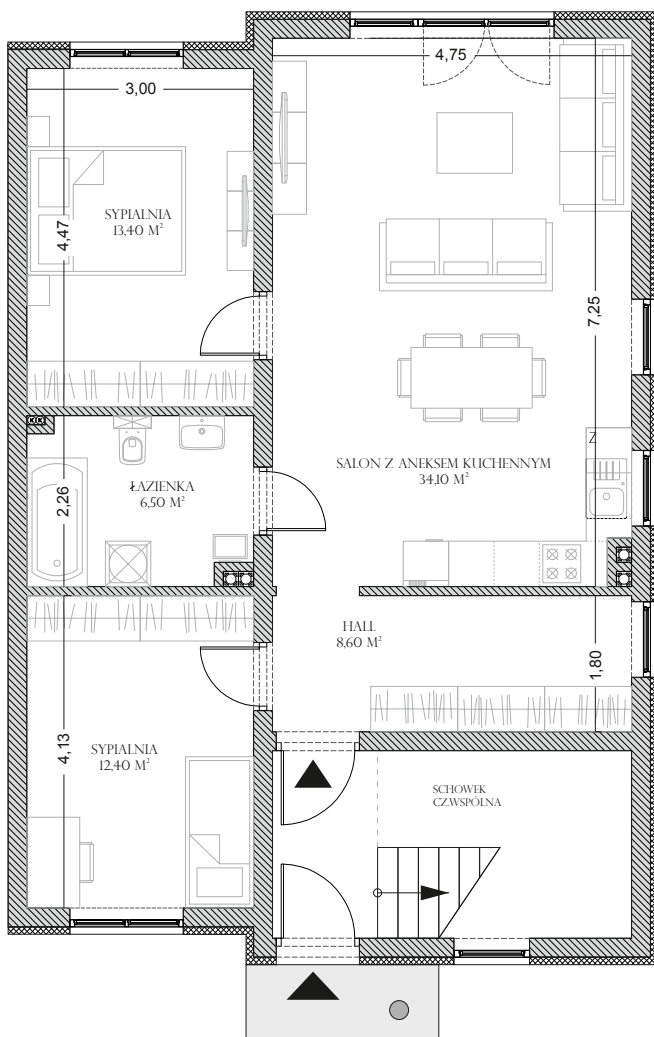 4,75
3,00
SYPIALNIA
13,40 M²
4,47
7,25
Z
SALON Z ANEKSEM KUCHENNYM
34,10 M²
ŁAZIENKA
6,50 M²
2,26
HALL
8,60 M²
1,80
4,13
SYPIALNIA
12,40 M²
SCHOWEK
CZ.WSPÓLNA